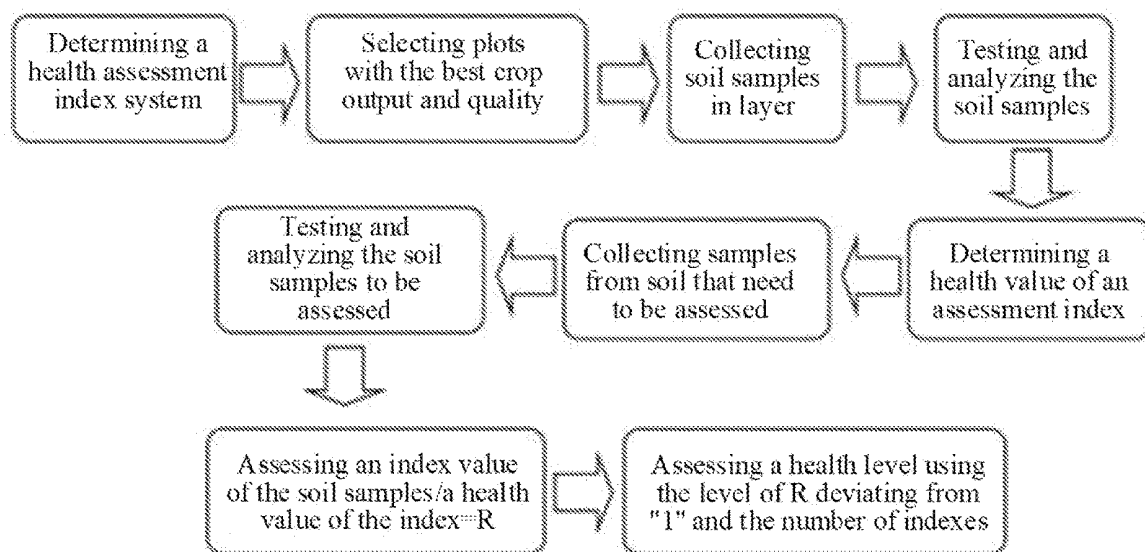 Determining a
health assessment
index system
Selecting plots
with the best crop
output and quality
Collecting
soil samples
in layer
Testing and
analyzing the
soil samples
Determining a
health value of an
assessment index
Collecting samples
from soil that need
to be assessed
Testing and
analyzing the soil
samples to be
assessed
Assessing an index value
of the soil samples/a health
value of the index=R
Assessing a health level using
the level of R deviating from
"1" and the number of indexes